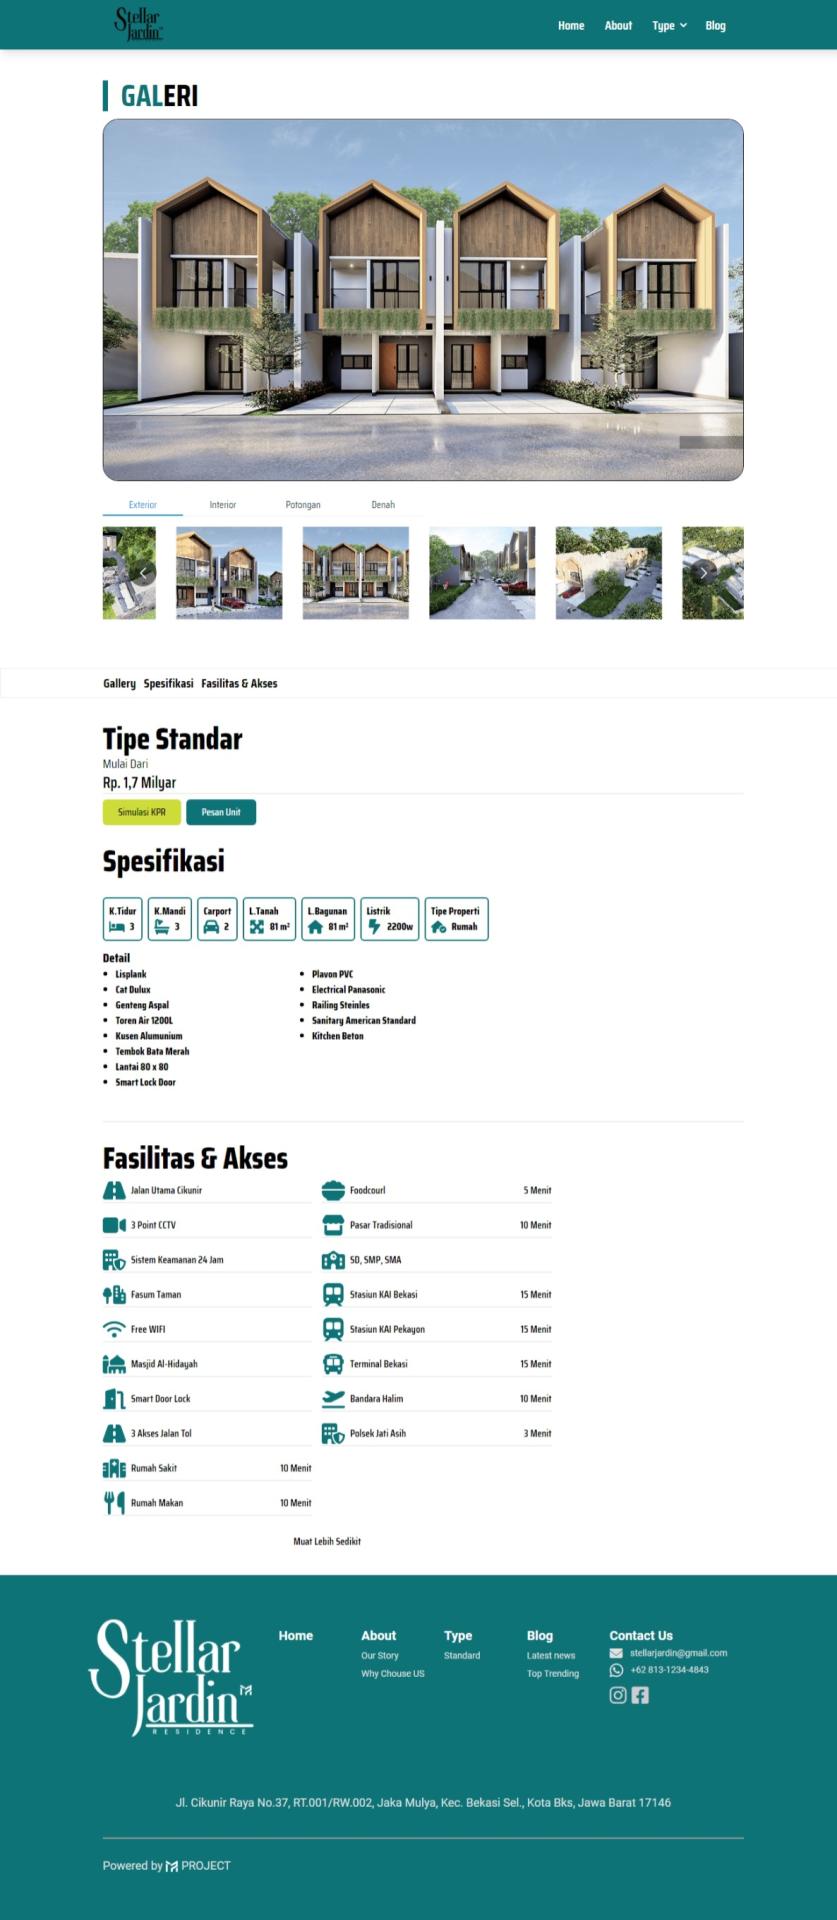 Stellar
Jardin
Home About Type Blog
GALERI
Exterior Interior Potongan Denah
Gallery Spesifikasi Fasilitas & Akses
Tipe Standar
Mulai Dari
Rp. 1,7 Milyar
Simulasi KPR Pesan Unit
Spesifikasi
K.Tidur K.Mandi Carport L.Tanah L.Bagunan Listrik Tipe Properti
3 3 2 81 m² 81 m² 2200w Rumah
Detail
Lisplank
Cat Dulux
Genteng Aspal
Toren Air 1200L
Kusen Alumunium
Tembok Bata Merah
Lantai 80 x 80
Smart Lock Door
Plavon PVC
Electrical Panasonic
Railing Steinles
Sanitary American Standard
Kitchen Beton
Fasilitas & Akses
Jalan Utama Cikunir
3 Point CCTV
Sistem Keamanan 24 Jam
Fasum Taman
Free WIFI
Masjid Al-Hidayah
Smart Door Lock
3 Akses Jalan Tol
Rumah Sakit 10 Menit
Rumah Makan 10 Menit
Foodcourl 5 Menit
Pasar Tradisional 10 Menit
SD, SMP, SMA
Stasiun KAI Bekasi 15 Menit
Stasiun KAI Pekayon 15 Menit
Terminal Bekasi 15 Menit
Bandara Halim 10 Menit
Polsek Jati Asih 3 Menit
Muat Lebih Sedikit
Stellar
Jardin
RESIDENCE
Home
About
Our Story
Why Chouse US
Type
Standard
Blog
Latest news
Top Trending
Contact Us
stellarjardin@gmail.com
+62 813-1234-4843
Jl. Cikunir Raya No.37, RT.001/RW.002, Jaka Mulya, Kec. Bekasi Sel., Kota Bks, Jawa Barat 17146
Powered by PROJECT